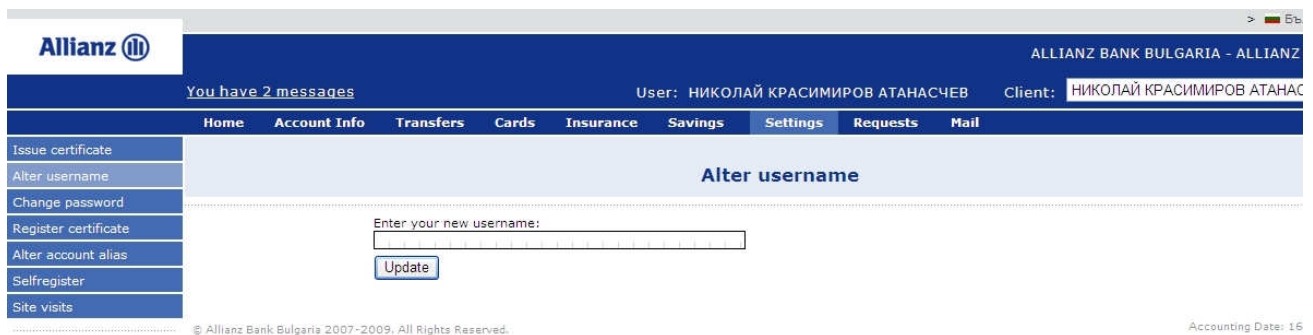 > Бъ
Allianz
ALLIANZ BANK BULGARIA - ALLIANZ
You have 2 messages
User: НИКОЛАЙ КРАСИМИРОВ АТАНАСЧЕВ
Client: НИКОЛАЙ КРАСИМИРОВ АТАНАС
Home Account Info Transfers Cards Insurance Savings Settings Requests Mail
Issue certificate
Alter username
Change password
Register certificate
Alter account alias
Selfregister
Site visits
Alter username
Enter your new username:
Update
© Allianz Bank Bulgaria 2007-2009. All Rights Reserved.
Accounting Date: 16